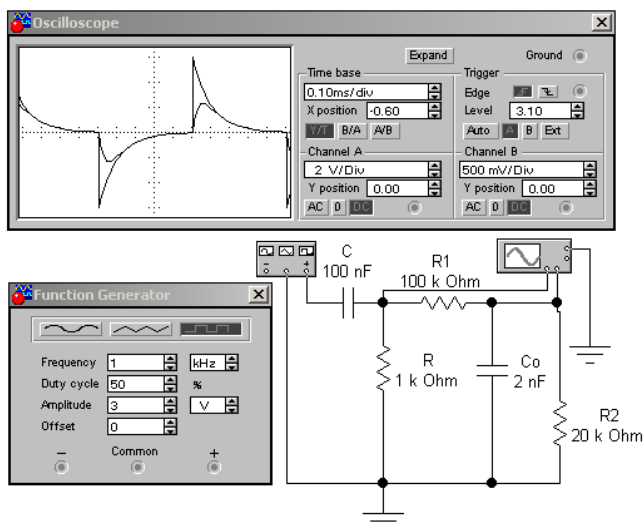 Oscilloscope
Expand
Ground
Time base
0.10ms/div
X position -0.60
Y/T B/A A/B
Trigger
Edge
Level 3.10
Auto A B Ext
Channel A
2 V/Div
Y position 0.00
AC 0 DC
Channel B
500 mV/Div
Y position 0.00
AC 0 DC
C
100 nF
R1
100 k Ohm
R
1 k Ohm
Co
2 nF
R2
20 k Ohm
Function Generator
Frequency 1 kHz
Duty cycle 50 %
Amplitude 3 V
Offset 0
− Common +
− +